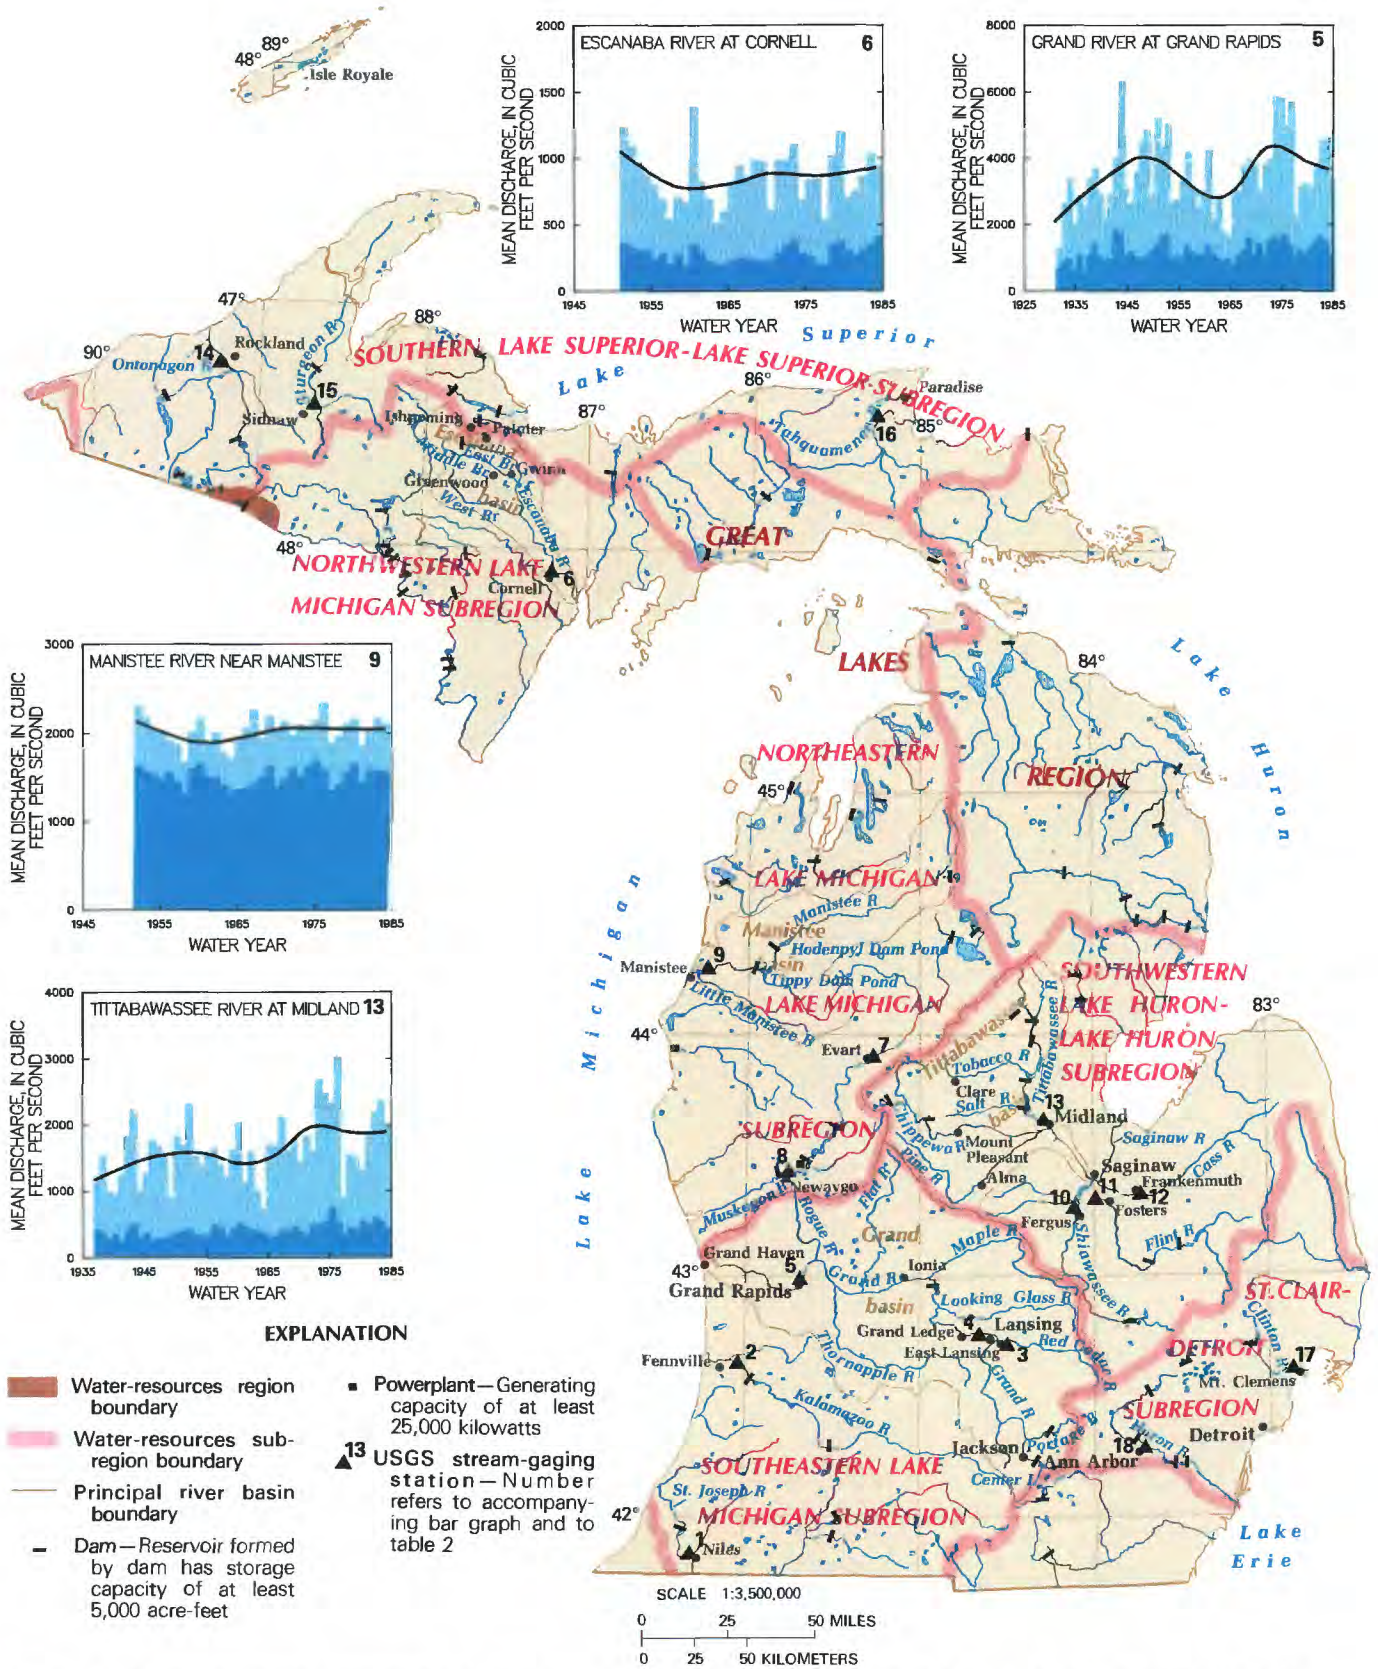 89°
48°
Isle Royale
ESCANABA RIVER AT CORNELL 6
MEAN DISCHARGE, IN CUBIC
FEET PER SECOND
2000
1500
1000
500
0
1945 1955 1965 1975 1985
WATER YEAR
GRAND RIVER AT GRAND RAPIDS 5
MEAN DISCHARGE, IN CUBIC
FEET PER SECOND
8000
6000
4000
2000
0
1925 1935 1945 1955 1965 1975 1985
WATER YEAR
Lake Superior
47°
88°
90°
14
Rockland
Ontonagon R
Sturgeon R
15
Sidnaw
SOUTHERN LAKE SUPERIOR-LAKE SUPERIOR-SUBREGION
86°
87°
Paradise
85°
16
Tahquamenon
Ishpeming
Palmer
Escanaba
East Br
Middle Br
Gwinn
Greenwood
basin
West Br
Escanaba R
48°
GREAT
NORTHWESTERN LAKE
6
Cornell
MICHIGAN SUBREGION
MANISTEE RIVER NEAR MANISTEE 9
MEAN DISCHARGE, IN CUBIC
FEET PER SECOND
3000
2000
1000
0
1945 1955 1965 1975 1985
WATER YEAR
LAKES
84°
Lake Huron
NORTHEASTERN
REGION
45°
LAKE MICHIGAN
Manistee R
Manistee
Hodenpyl Dam Pond
9
basin
Manistee
Tippy Dam Pond
Little Manistee R
LAKE MICHIGAN
SOUTHWESTERN
LAKE HURON-
LAKE HURON
SUBREGION
83°
Lake Michigan
44°
TITTABAWASSEE RIVER AT MIDLAND 13
MEAN DISCHARGE, IN CUBIC
FEET PER SECOND
4000
3000
2000
1000
0
1935 1945 1955 1965 1975 1985
WATER YEAR
Evart
7
Tittabawassee
Tittabawassee R
Tobacco R
Clare
Salt R
basin
13
Midland
Chippewa R
Mount
Pleasant
Saginaw R
Cass R
SUBREGION
8
Newaygo
Pine R
Alma
Saginaw
11
Frankenmuth
12
10
Fosters
Fergus
Muskegon R
Rogue R
Flat R
Grand
Maple R
Flint R
Shiawassee R
Grand Haven
43°
5
Grand Rapids
Grand R
Ionia
basin
Looking Glass R
ST. CLAIR-
Clinton R
4
Lansing
Grand Ledge
East Lansing
3
Red Cedar R
DETROIT
17
Mt. Clemens
Fennville
2
Thornapple R
Grand R
Kalamazoo R
SUBREGION
Jackson
Portage R
18
Huron R
Detroit
Ann Arbor
SOUTHEASTERN LAKE
Center L
St. Joseph R
42°
MICHIGAN SUBREGION
1
Niles
Lake
Erie
EXPLANATION
Water-resources region
boundary
Water-resources sub-
region boundary
Principal river basin
boundary
Dam—Reservoir formed
by dam has storage
capacity of at least
5,000 acre-feet
Powerplant—Generating
capacity of at least
25,000 kilowatts
13 USGS stream-gaging
station—Number
refers to accompany-
ing bar graph and to
table 2
SCALE 1:3,500,000
0 25 50 MILES
0 25 50 KILOMETERS